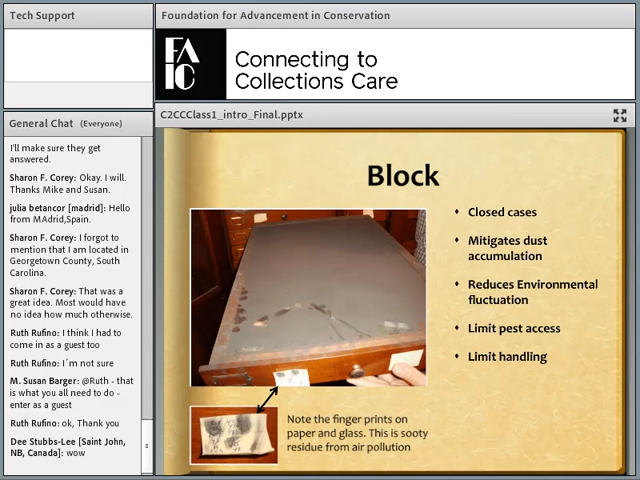 Tech Support
Foundation for Advancement in Conservation
FA
IC
Connecting to
Collections Care
General Chat (Everyone)
I'll make sure they get
answered.
Sharon F. Corey: Okay. I will.
Thanks Mike and Susan.
julia betancor [madrid]: Hello
from MAdrid,Spain.
Sharon F. Corey: I forgot to
mention that I am located in
Georgetown County, South
Carolina.
Sharon F. Corey: That was a
great idea. Most would have
no idea how much otherwise.
Ruth Rufino: I think I had to
come in as a guest too
Ruth Rufino: I´m not sure
M. Susan Barger: @Ruth - that
is what you all need to do -
enter as a guest
Ruth Rufino: ok, Thank you
Dee Stubbs-Lee [Saint John,
NB, Canada]: wow
C2CCClass1_intro_Final.pptx
Block
♦ Closed cases
♦ Mitigates dust
accumulation
♦ Reduces Environmental
fluctuation
♦ Limit pest access
♦ Limit handling
Note the finger prints on
paper and glass. This is sooty
residue from air pollution